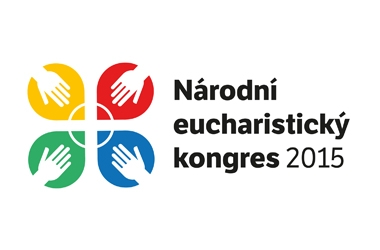 Národní
eucharistický
kongres 2015